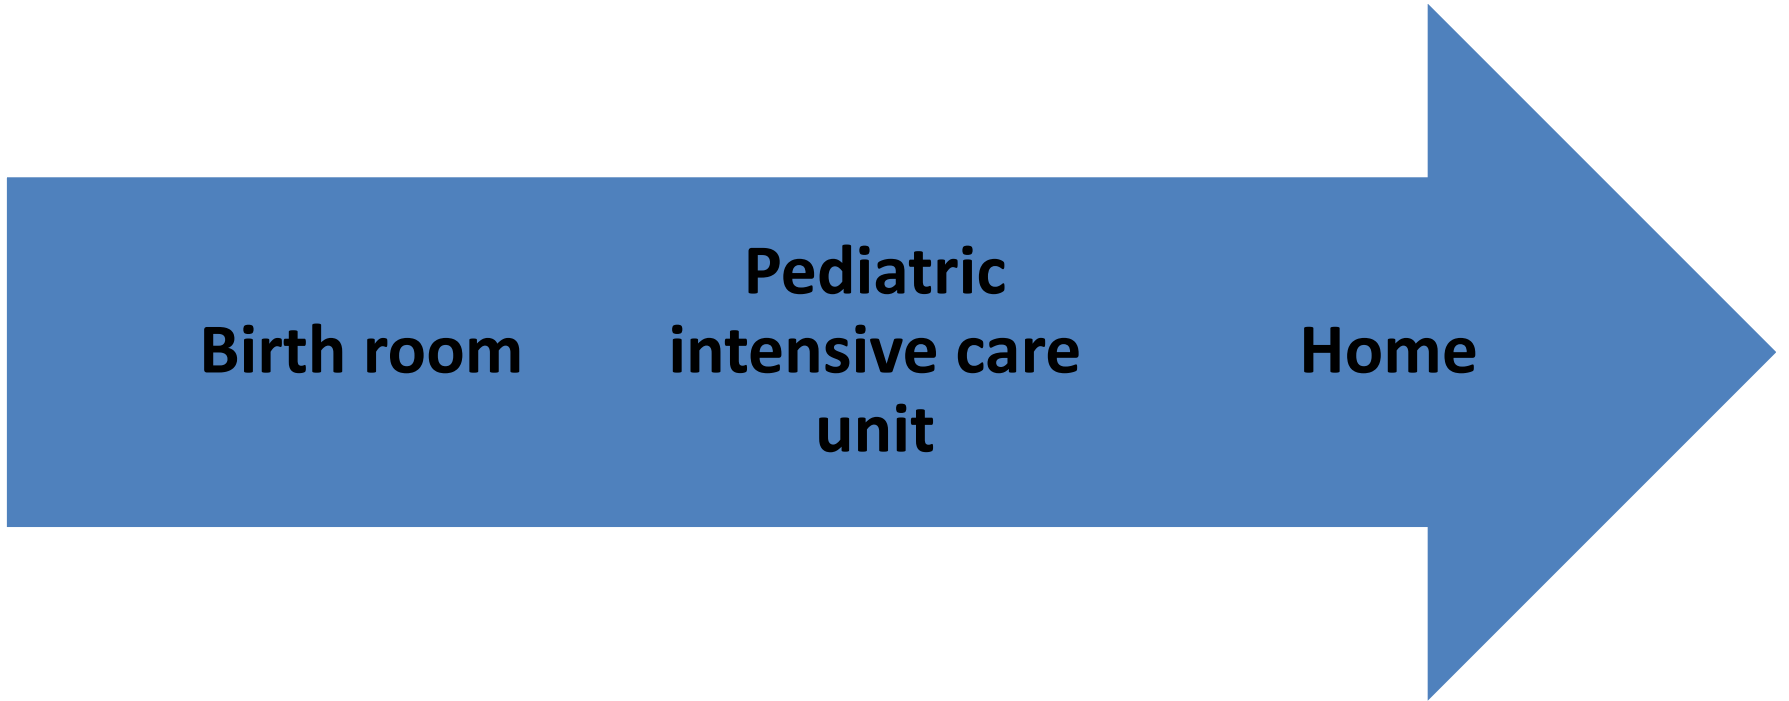 Birth room
Pediatric
intensive care
unit
Home